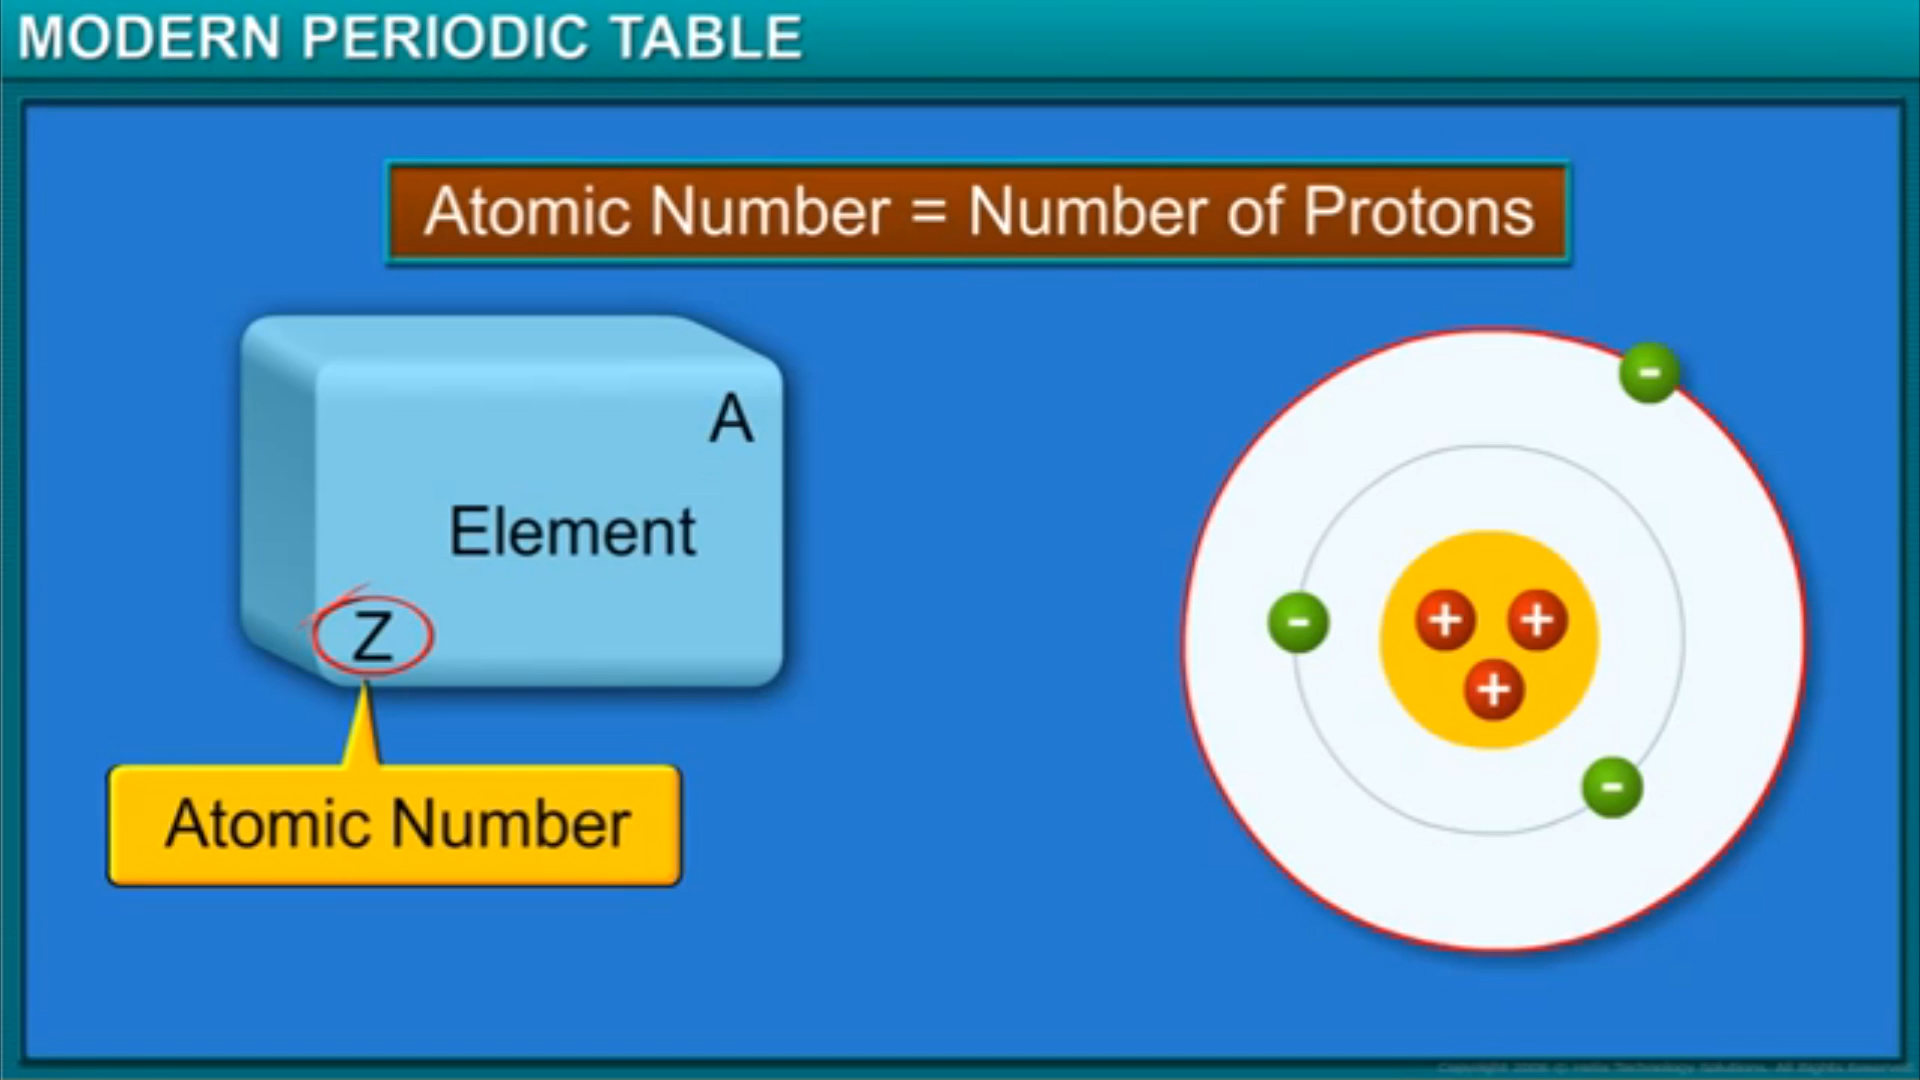 MODERN PERIODIC TABLE
Atomic Number = Number of Protons
A
Element
Z
Atomic Number
-
-
+ +
+
-